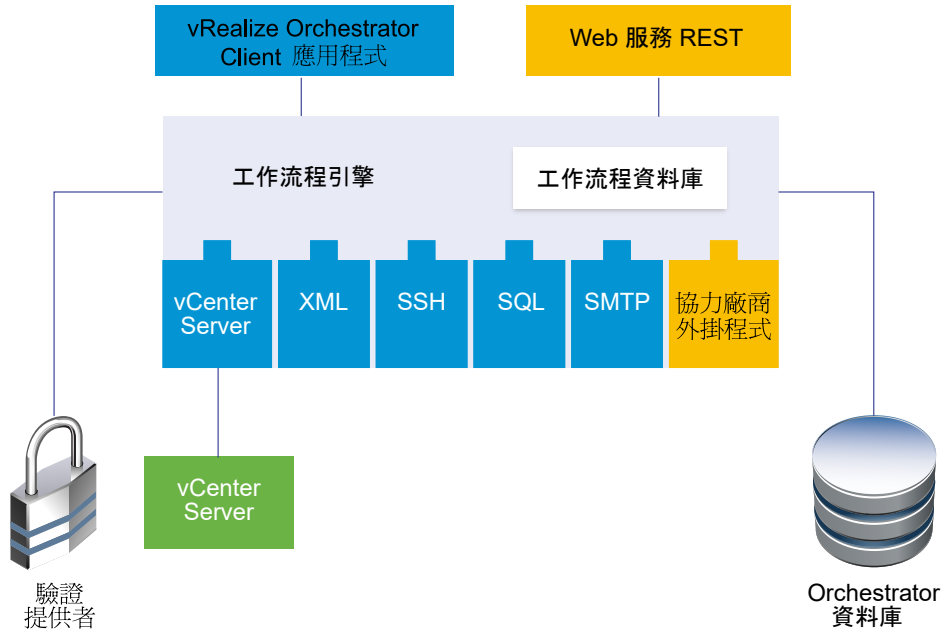 vRealize Orchestrator
Client 應用程式
Web 服務 REST
工作流程引擎
工作流程資料庫
vCenter
Server
XML
SSH
SQL
SMTP
協力廠商
外掛程式
vCenter
Server
驗證
提供者
Orchestrator
資料庫